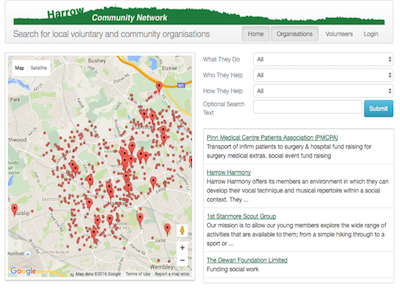 Harrow
Community Network
Search for local voluntary and community organisations
Home
Organisations
Volunteers
Login
Map
Satellite
Bushey
Elstree
Pinn
Wembley
Google
Map data ©2016 Google
Terms of Use
Report a map error
What They Do
All
Who They Help
All
How They Help
All
Optional Search
Text
Submit
Pinn Medical Centre Patients Association (PMCPA)
Transport of infirm patients to surgery & hospital fund raising for
surgery medical extras. social event fund raising
Harrow Harmony
Harrow Harmony offers its members an environment in which they can
develop their vocal technique and musical repertoire within a social
context. They ...
1st Stanmore Scout Group
Our mission is to allow our young members explore the wide range of
activities that are available to them; from a simple hiking through to a
sport or ...
The Dewan Foundation Limited
Funding social work